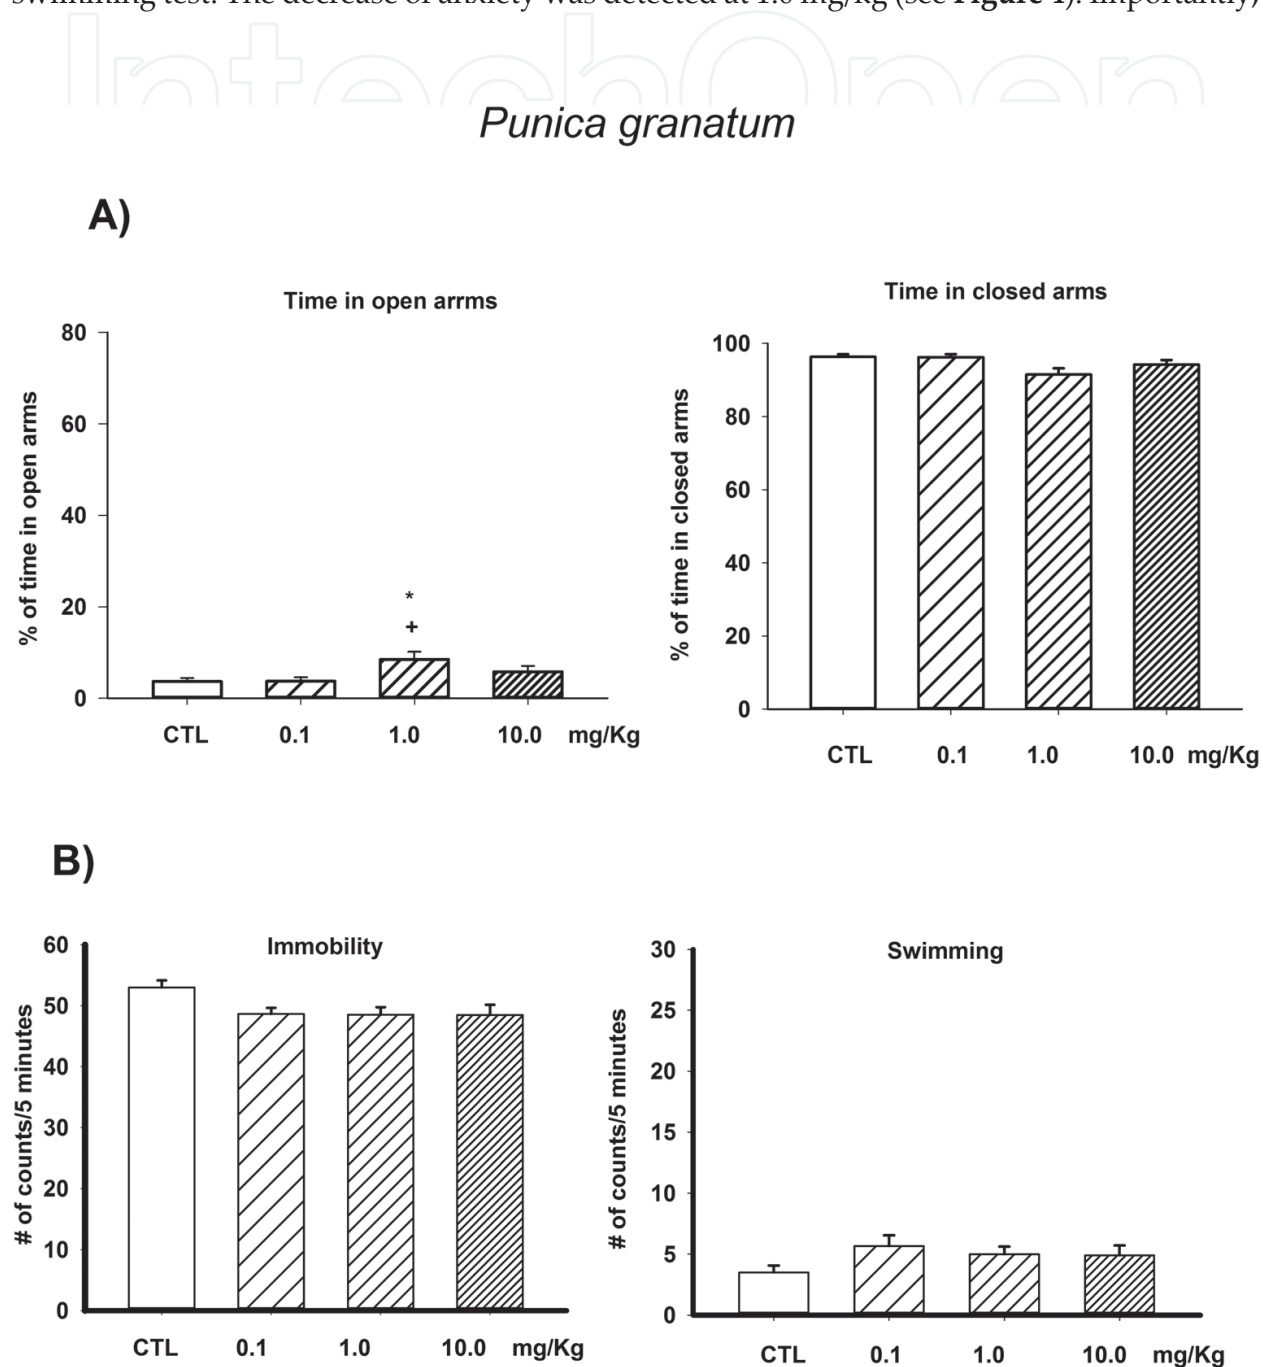 swimming test. The decrease of anxiety was detected at 1.0 mg/kg (see Figure 4). Importantly,
IntechOpen
Punica granatum
A)
Time in open arrms
% of time in open arms
80
60
40
20
0
*
+
CTL 0.1 1.0 10.0 mg/Kg
Time in closed arms
% of time in closed arms
100
80
60
40
20
0
CTL 0.1 1.0 10.0 mg/Kg
B)
Immobility
# of counts/5 minutes
60
50
40
30
20
10
0
CTL 0.1 1.0 10.0 mg/Kg
Swimming
# of counts/5 minutes
30
25
20
15
10
5
0
CTL 0.1 1.0 10.0 mg/Kg